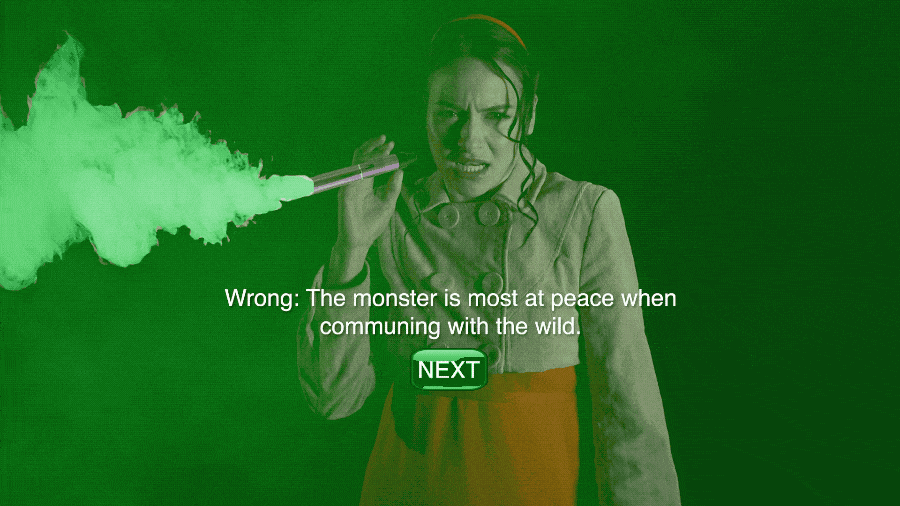 Wrong: The monster is most at peace when
communing with the wild.
NEXT